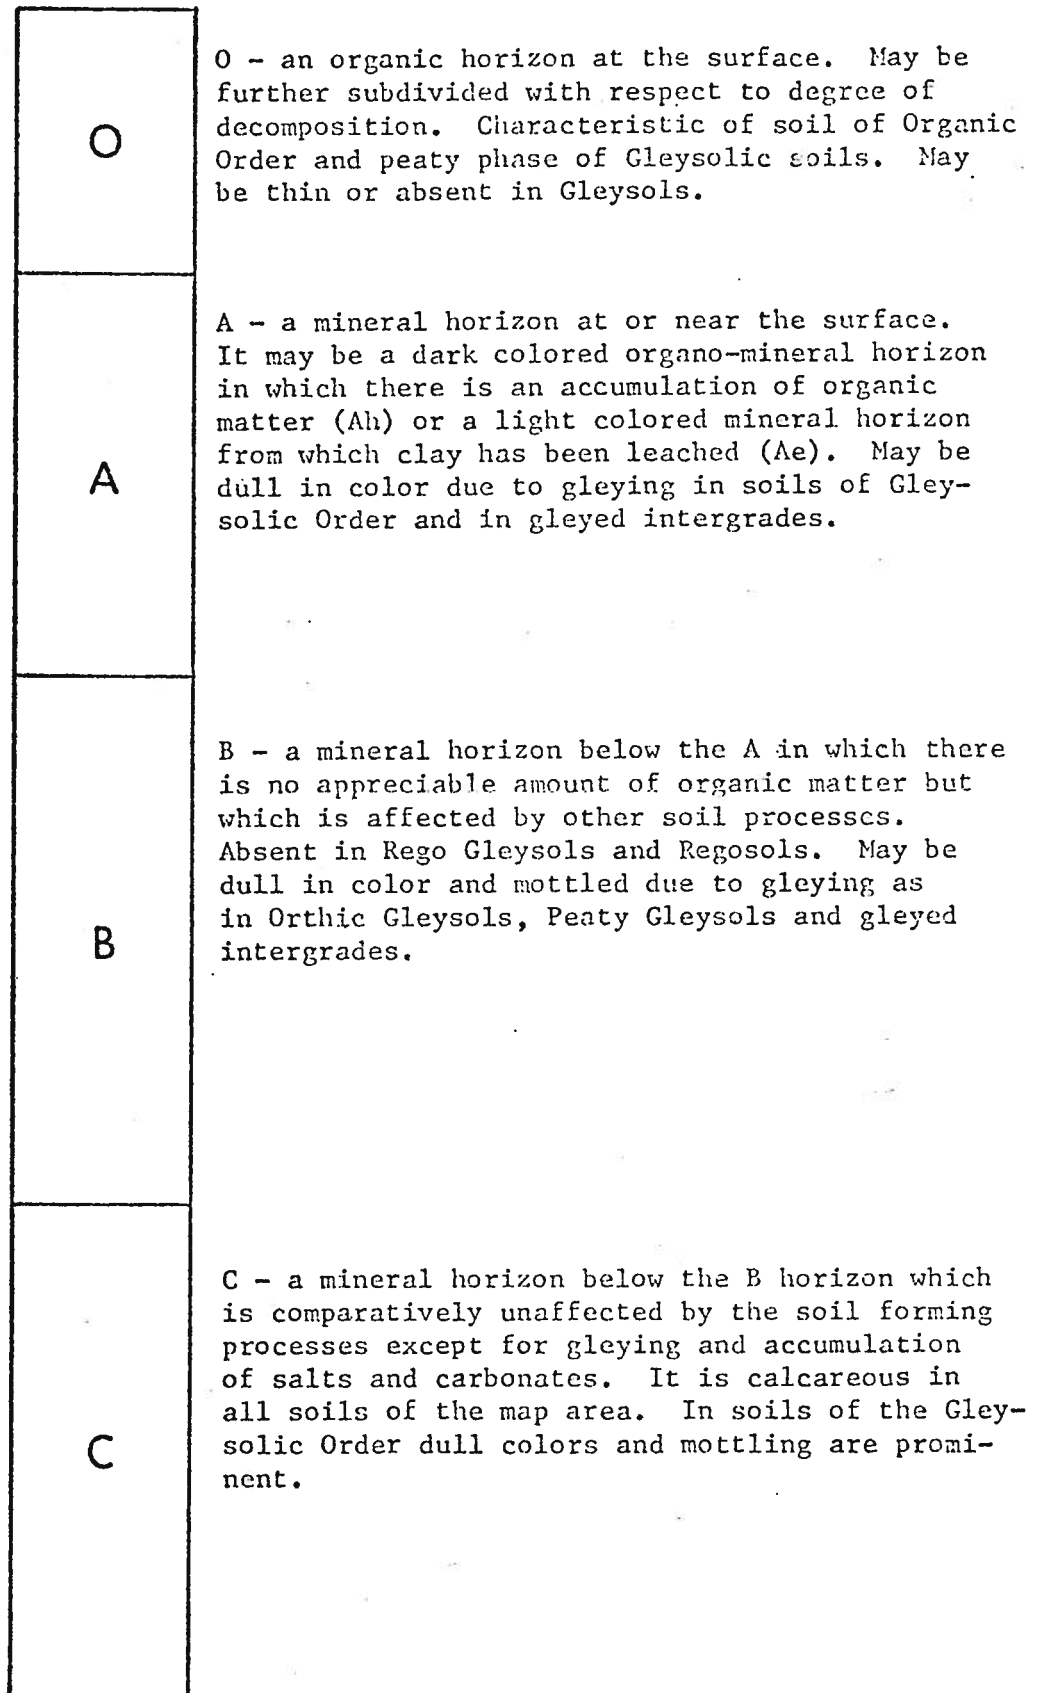 O
O - an organic horizon at the surface. May be
further subdivided with respect to degree of
decomposition. Characteristic of soil of Organic
Order and peaty phase of Gleysolic soils. May
be thin or absent in Gleysols.
A
A - a mineral horizon at or near the surface.
It may be a dark colored organo-mineral horizon
in which there is an accumulation of organic
matter (Ah) or a light colored mineral horizon
from which clay has been leached (Ae). May be
dull in color due to gleying in soils of Gley-
solic Order and in gleyed intergrades.
B
B - a mineral horizon below the A in which there
is no appreciable amount of organic matter but
which is affected by other soil processes.
Absent in Rego Gleysols and Regosols. May be
dull in color and mottled due to gleying as
in Orthic Gleysols, Peaty Gleysols and gleyed
intergrades.
C
C - a mineral horizon below the B horizon which
is comparatively unaffected by the soil forming
processes except for gleying and accumulation
of salts and carbonates. It is calcareous in
all soils of the map area. In soils of the Gley-
solic Order dull colors and mottling are promi-
nent.